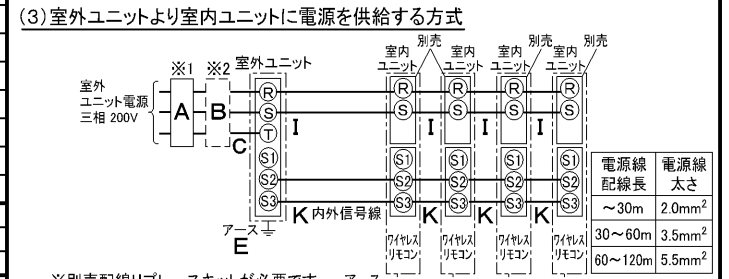 (3)室外ユニットより室内ユニットに電源を供給する方式
※1 ※2 室外ユニット
室内ユニット 別売 室内ユニット 室内ユニット 別売 室内ユニット 別売
室外
ユニット電源
三相 200V
A B C
R S T S1 S2 S3
I I I I
R S S1 S2 S3
R S S1 S2 S3
R S S1 S2 S3
R S S1 S2 S3
K 内外信号線 K K K
アース
E
ワイヤレスリモコン ワイヤレスリモコン ワイヤレスリモコン ワイヤレスリモコン
電源線配線長 電源線太さ
～30m 2.0mm²
30～60m 3.5mm²
60～120m 5.5mm²